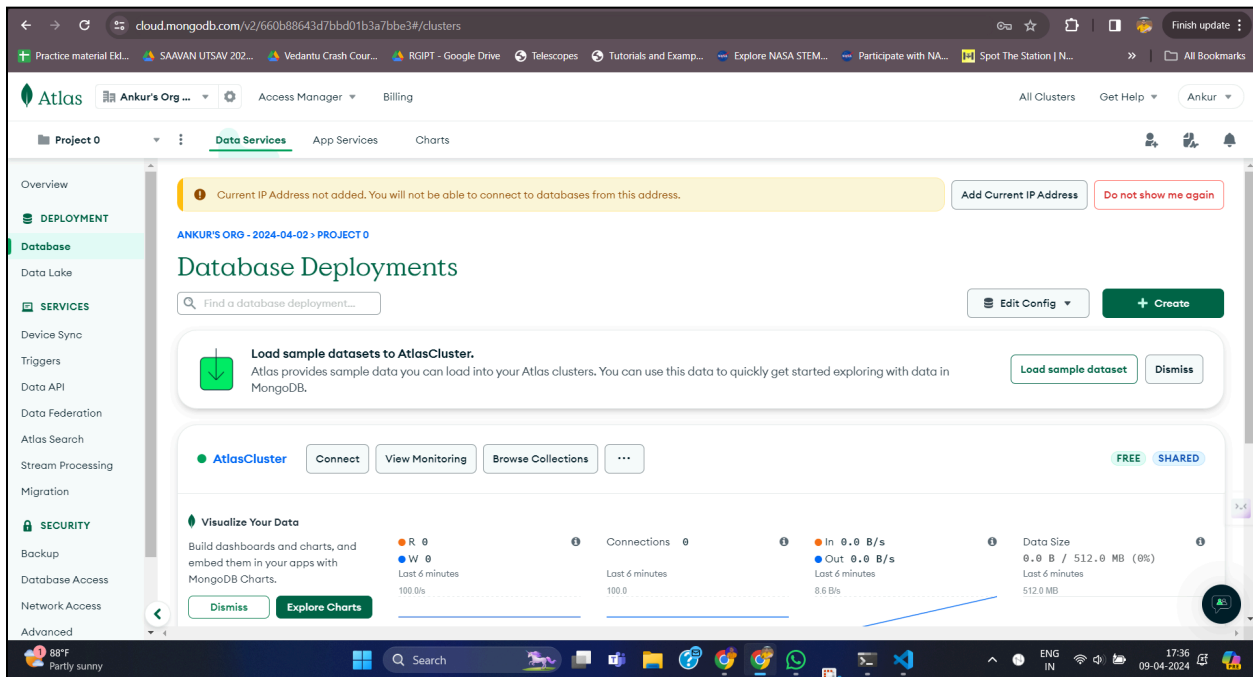 cloud.mongodb.com/v2/660b88643d7bbd01b3a7bbe3#/clusters
Finish update
Practice material Ekl...
SAAVAN UTSAV 202...
Vedantu Crash Cour...
RGIPT - Google Drive
Telescopes
Tutorials and Examp...
Explore NASA STEM...
Participate with NA...
Spot The Station | N...
»
All Bookmarks
Atlas
Ankur's Org ...
Access Manager
Billing
All Clusters
Get Help
Ankur
Project 0
Data Services
App Services
Charts
Overview
DEPLOYMENT
Database
Data Lake
SERVICES
Device Sync
Triggers
Data API
Data Federation
Atlas Search
Stream Processing
Migration
SECURITY
Backup
Database Access
Network Access
Advanced
Current IP Address not added. You will not be able to connect to databases from this address.
Add Current IP Address
Do not show me again
ANKUR'S ORG - 2024-04-02 > PROJECT 0
Database Deployments
Find a database deployment...
Edit Config
+ Create
Load sample datasets to AtlasCluster.
Atlas provides sample data you can load into your Atlas clusters. You can use this data to quickly get started exploring with data in
MongoDB.
Load sample dataset
Dismiss
AtlasCluster
Connect
View Monitoring
Browse Collections
...
FREE
SHARED
Visualize Your Data
Build dashboards and charts, and
embed them in your apps with
MongoDB Charts.
Dismiss
Explore Charts
R 0
W 0
Last 6 minutes
100.0/s
Connections 0
Last 6 minutes
100.0
In 0.0 B/s
Out 0.0 B/s
Last 6 minutes
8.6 B/s
Data Size
0.0 B / 512.0 MB (0%)
Last 6 minutes
512.0 MB
1
88°F
Partly sunny
Search
ENG
IN
17:36
09-04-2024